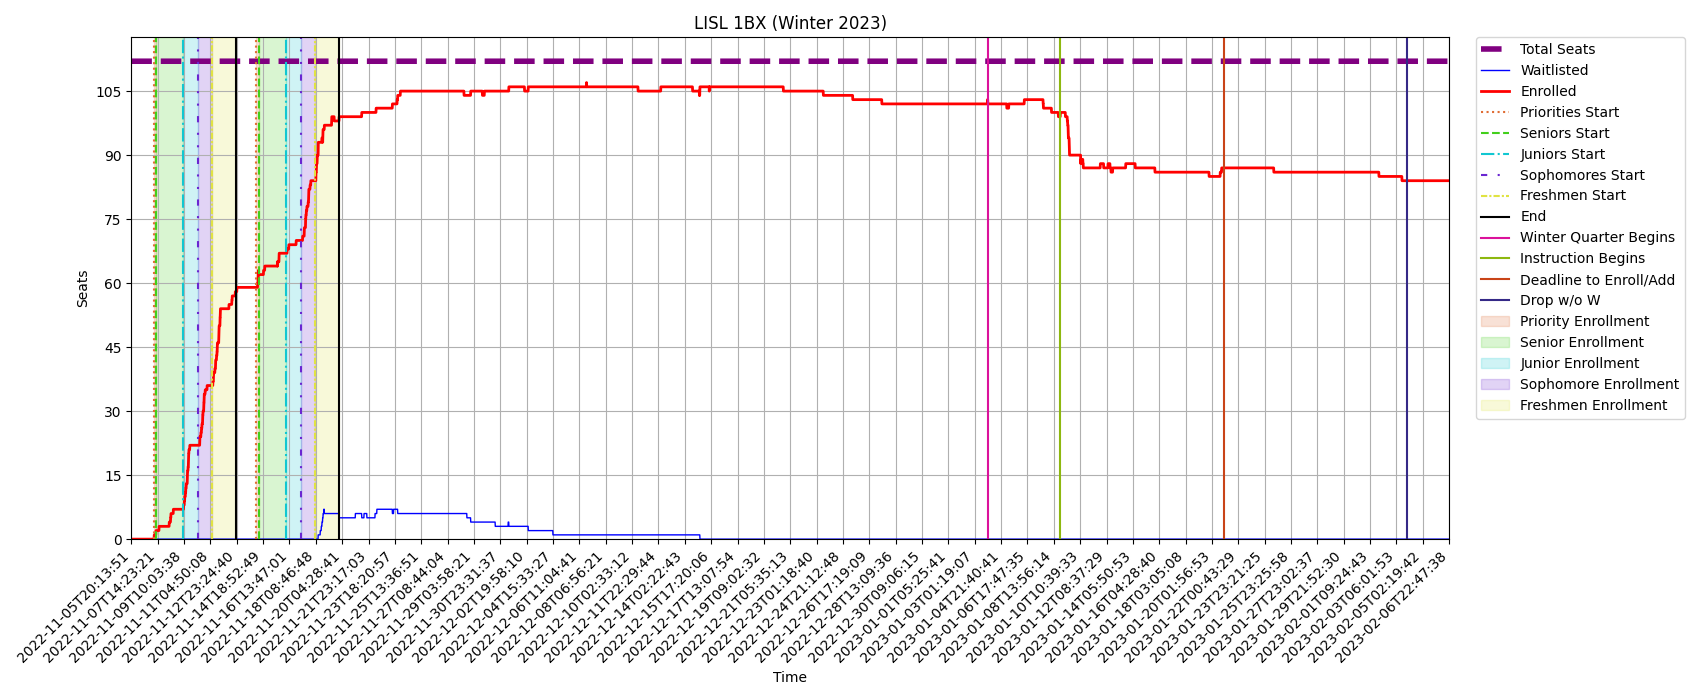 LISL 1BX (Winter 2023)
Seats
105
90
75
60
45
30
15
0
2022-11-05T20:13:51
2022-11-07T14:23:21
2022-11-09T10:03:38
2022-11-11T04:50:08
2022-11-12T23:24:40
2022-11-14T18:52:49
2022-11-16T13:47:01
2022-11-18T08:46:48
2022-11-20T04:28:41
2022-11-21T23:17:03
2022-11-23T18:20:57
2022-11-25T13:36:51
2022-11-27T08:44:04
2022-11-29T03:58:21
2022-11-30T23:31:37
2022-12-02T19:58:10
2022-12-04T15:33:27
2022-12-06T11:04:41
2022-12-08T06:56:21
2022-12-10T02:33:12
2022-12-11T22:29:44
2022-12-14T02:22:43
2022-12-15T17:20:06
2022-12-17T13:07:54
2022-12-19T09:02:32
2022-12-21T05:35:13
2022-12-23T01:18:40
2022-12-24T21:12:48
2022-12-26T17:19:09
2022-12-28T13:09:36
2022-12-30T09:06:15
2023-01-01T05:25:41
2023-01-03T01:19:07
2023-01-04T21:40:41
2023-01-06T17:47:35
2023-01-08T13:56:14
2023-01-10T10:39:33
2023-01-12T08:37:29
2023-01-14T05:50:53
2023-01-16T04:28:40
2023-01-18T03:05:08
2023-01-20T01:56:53
2023-01-22T00:43:29
2023-01-23T23:21:25
2023-01-25T23:25:58
2023-01-27T23:02:37
2023-01-29T21:52:30
2023-02-01T09:24:43
2023-02-03T06:01:53
2023-02-05T02:19:42
2023-02-06T22:47:38
Time
Total Seats
Waitlisted
Enrolled
Priorities Start
Seniors Start
Juniors Start
Sophomores Start
Freshmen Start
End
Winter Quarter Begins
Instruction Begins
Deadline to Enroll/Add
Drop w/o W
Priority Enrollment
Senior Enrollment
Junior Enrollment
Sophomore Enrollment
Freshmen Enrollment